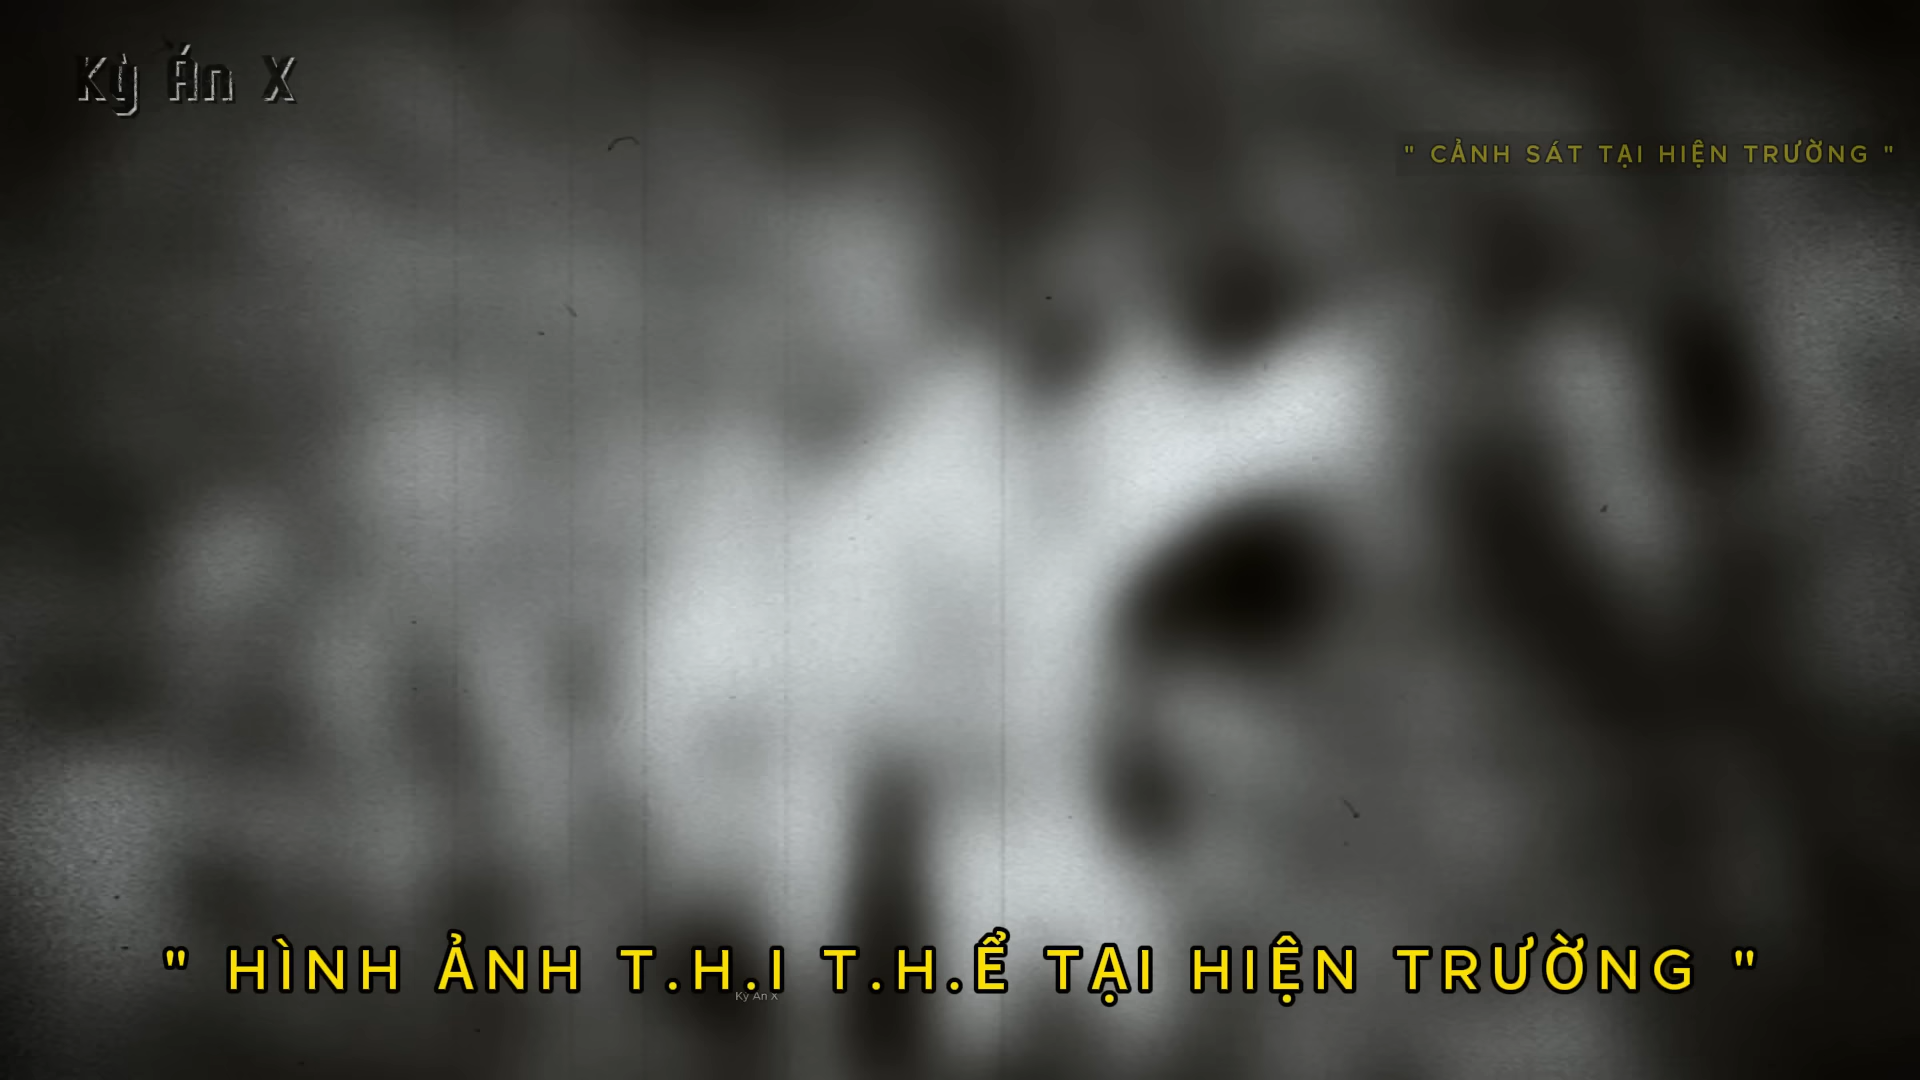 Kỳ Án X
" CẢNH SÁT TẠI HIỆN TRƯỜNG "
" HÌNH ẢNH T.H.I T.H.Ể TẠI HIỆN TRƯỜNG "
Kỳ Án X